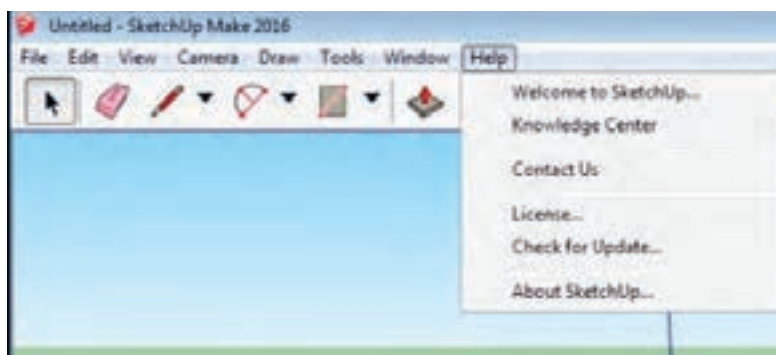 Untitled - SketchUp Make 2016
File Edit View Camera Draw Tools Window Help
Welcome to SketchUp...
Knowledge Center
Contact Us
License...
Check for Update...
About SketchUp...